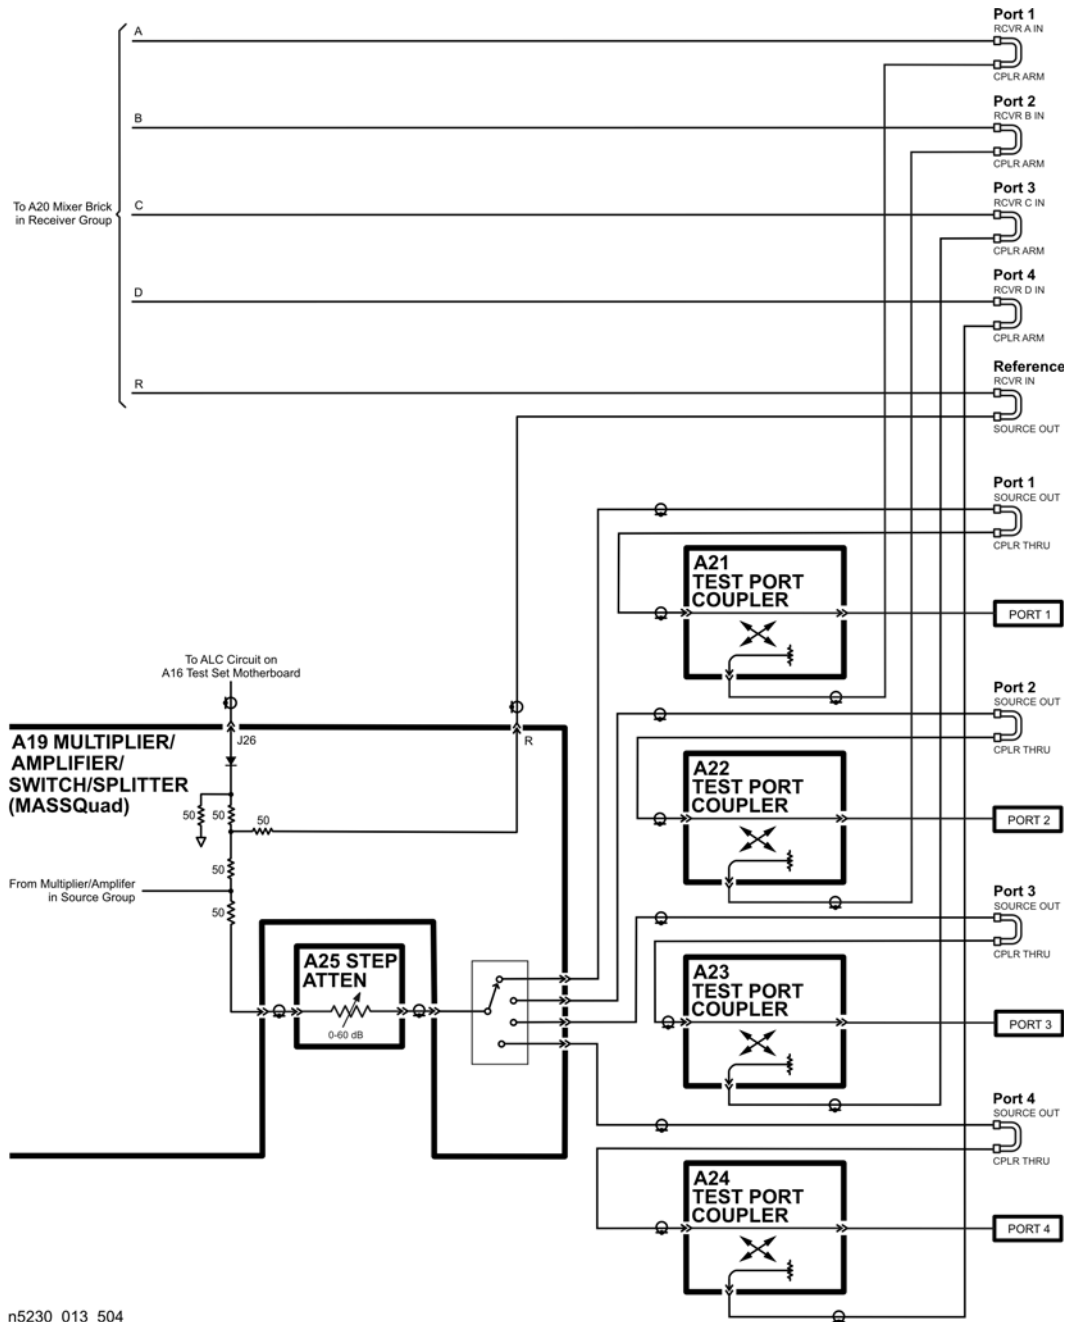 Port 1
RCVR A IN
A
CPLR ARM
Port 2
RCVR B IN
B
CPLR ARM
Port 3
RCVR C IN
To A20 Mixer Brick
in Receiver Group
C
CPLR ARM
Port 4
RCVR D IN
D
CPLR ARM
Reference
RCVR IN
R
SOURCE OUT
Port 1
SOURCE OUT
CPLR THRU
A21
TEST PORT
COUPLER
PORT 1
To ALC Circuit on
A16 Test Set Motherboard
Port 2
SOURCE OUT
J26
R
CPLR THRU
A19 MULTIPLIER/
AMPLIFIER/
SWITCH/SPLITTER
(MASSQuad)
A22
TEST PORT
COUPLER
50
50
50
PORT 2
50
From Multiplier/Amplifer
in Source Group
50
Port 3
SOURCE OUT
CPLR THRU
A25 STEP
ATTEN
0-60 dB
A23
TEST PORT
COUPLER
PORT 3
Port 4
SOURCE OUT
CPLR THRU
A24
TEST PORT
COUPLER
PORT 4
n5230_013_504